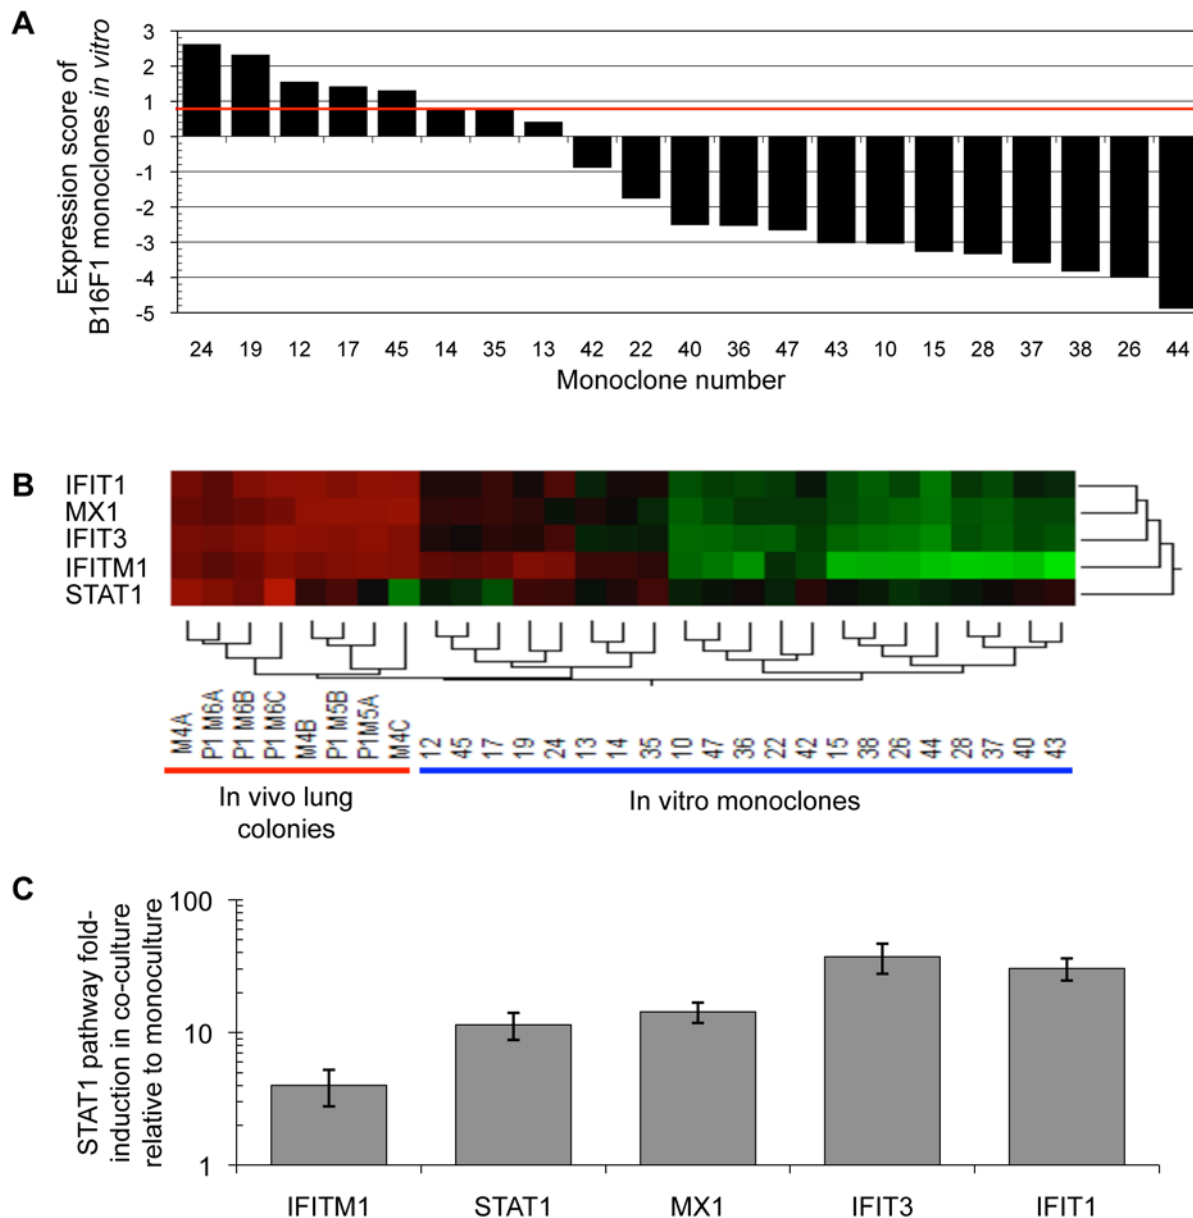 A
Expression score of
B16F1 monoclones in vitro
3
2
1
0
-1
-2
-3
-4
-5
24 19 12 17 45 14 35 13 42 22 40 36 47 43 10 15 28 37 38 26 44
Monoclone number
B
IFIT1
MX1
IFIT3
IFITM1
STAT1
M4A
P1 M6A
P1 M6B
P1 M6C
M4B
P1 M5B
P1M5A
M4C
12
45
17
19
24
13
14
35
10
47
36
22
42
15
38
26
44
28
37
40
43
In vivo lung
colonies
In vitro monoclones
C
STAT1 pathway fold-
induction in co-culture
relative to monoculture
100
10
1
IFITM1 STAT1 MX1 IFIT3 IFIT1